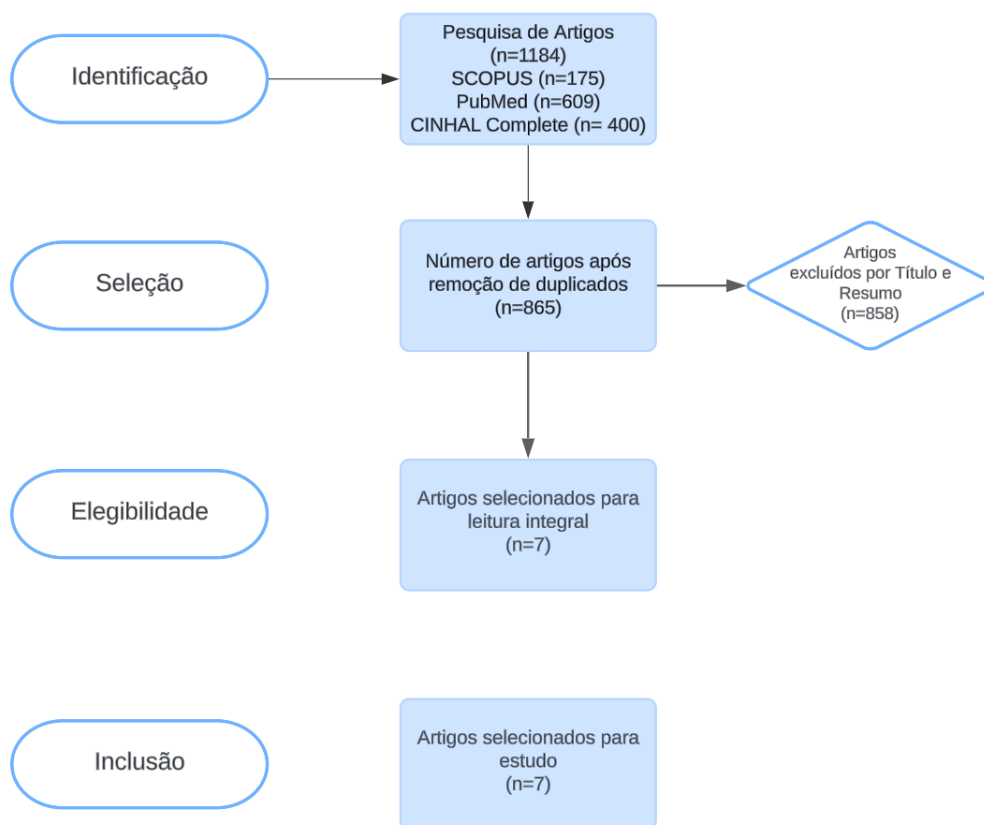 Identificação
Pesquisa de Artigos
(n=1184)
SCOPUS (n=175)
PubMed (n=609)
CINHAL Complete (n= 400)
Seleção
Número de artigos após
remoção de duplicados
(n=865)
Artigos
excluídos por Título e
Resumo
(n=858)
Elegibilidade
Artigos selecionados para
leitura integral
(n=7)
Inclusão
Artigos selecionados para
estudo
(n=7)